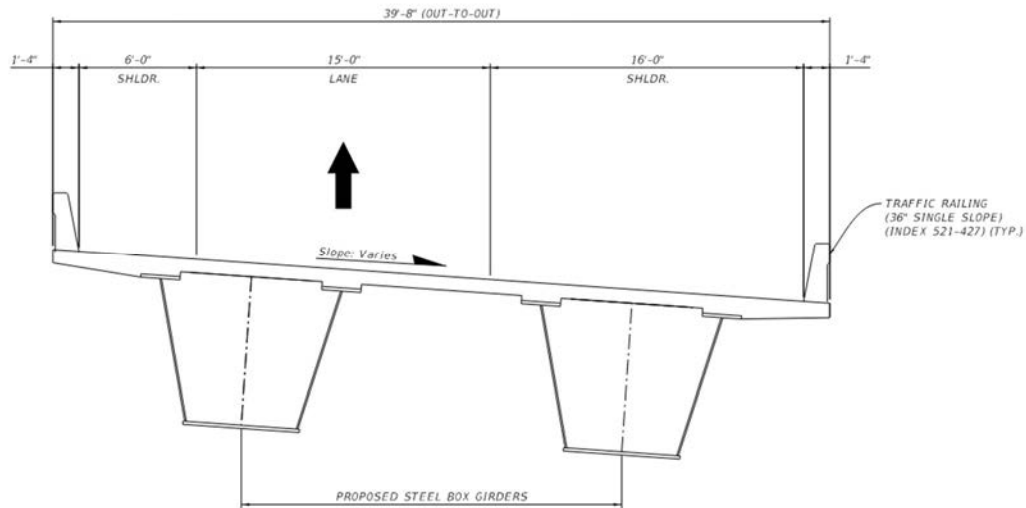 39'-8" (OUT-TO-OUT)
1'-4" 6'-0" 15'-0" 16'-0" 1'-4"
SHLDR. LANE SHLDR.
TRAFFIC RAILING
(36" SINGLE SLOPE)
(INDEX 521-427) (TYP.)
Slope: Varies
PROPOSED STEEL BOX GIRDERS